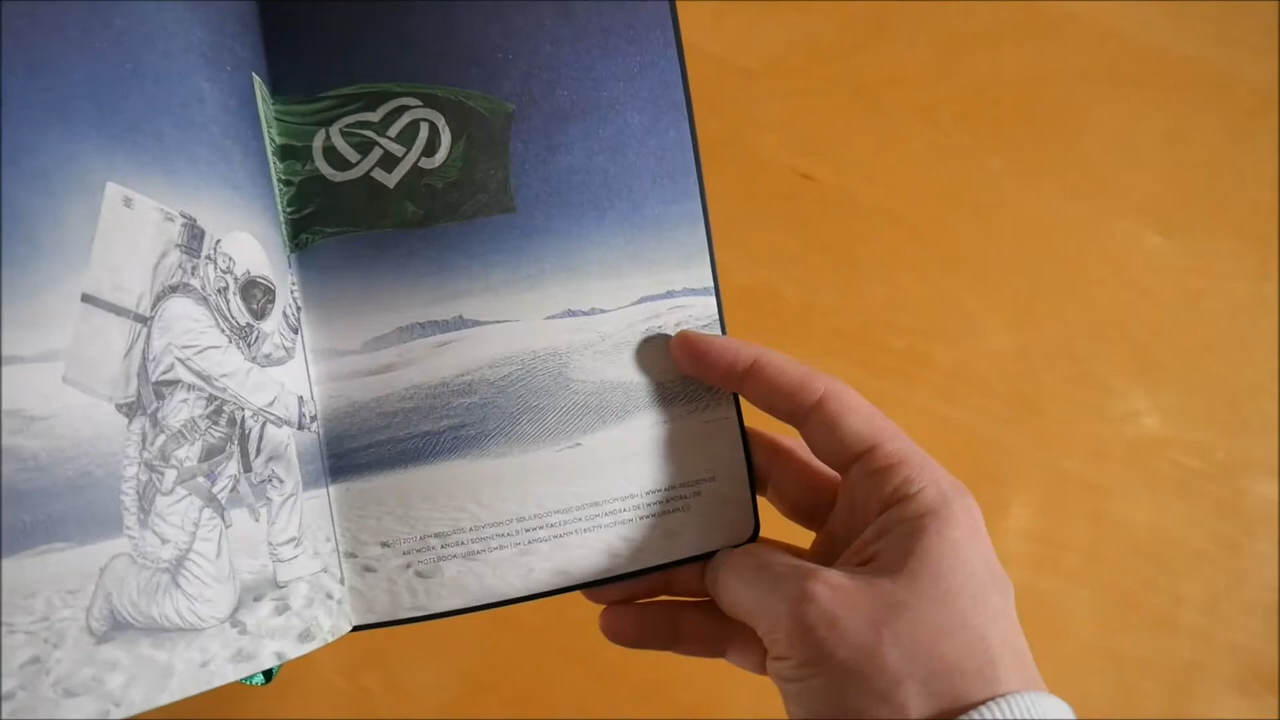 (C) 2017 AFM RECORDS, A DIVISION OF SOULFOOD MUSIC DISTRIBUTION GMBH | WWW.AFM-RECORDS.DE
ARTWORK: ANDRAJ SONNENKALB | WWW.FACEBOOK.COM/ANDRAJ.DE | WWW.ANDRAJ.DE
NOTEBOOK: URBAN GMBH | IM LANGGEWANN 5 | 65719 HOFHEIM | WWW.URBAN.EU